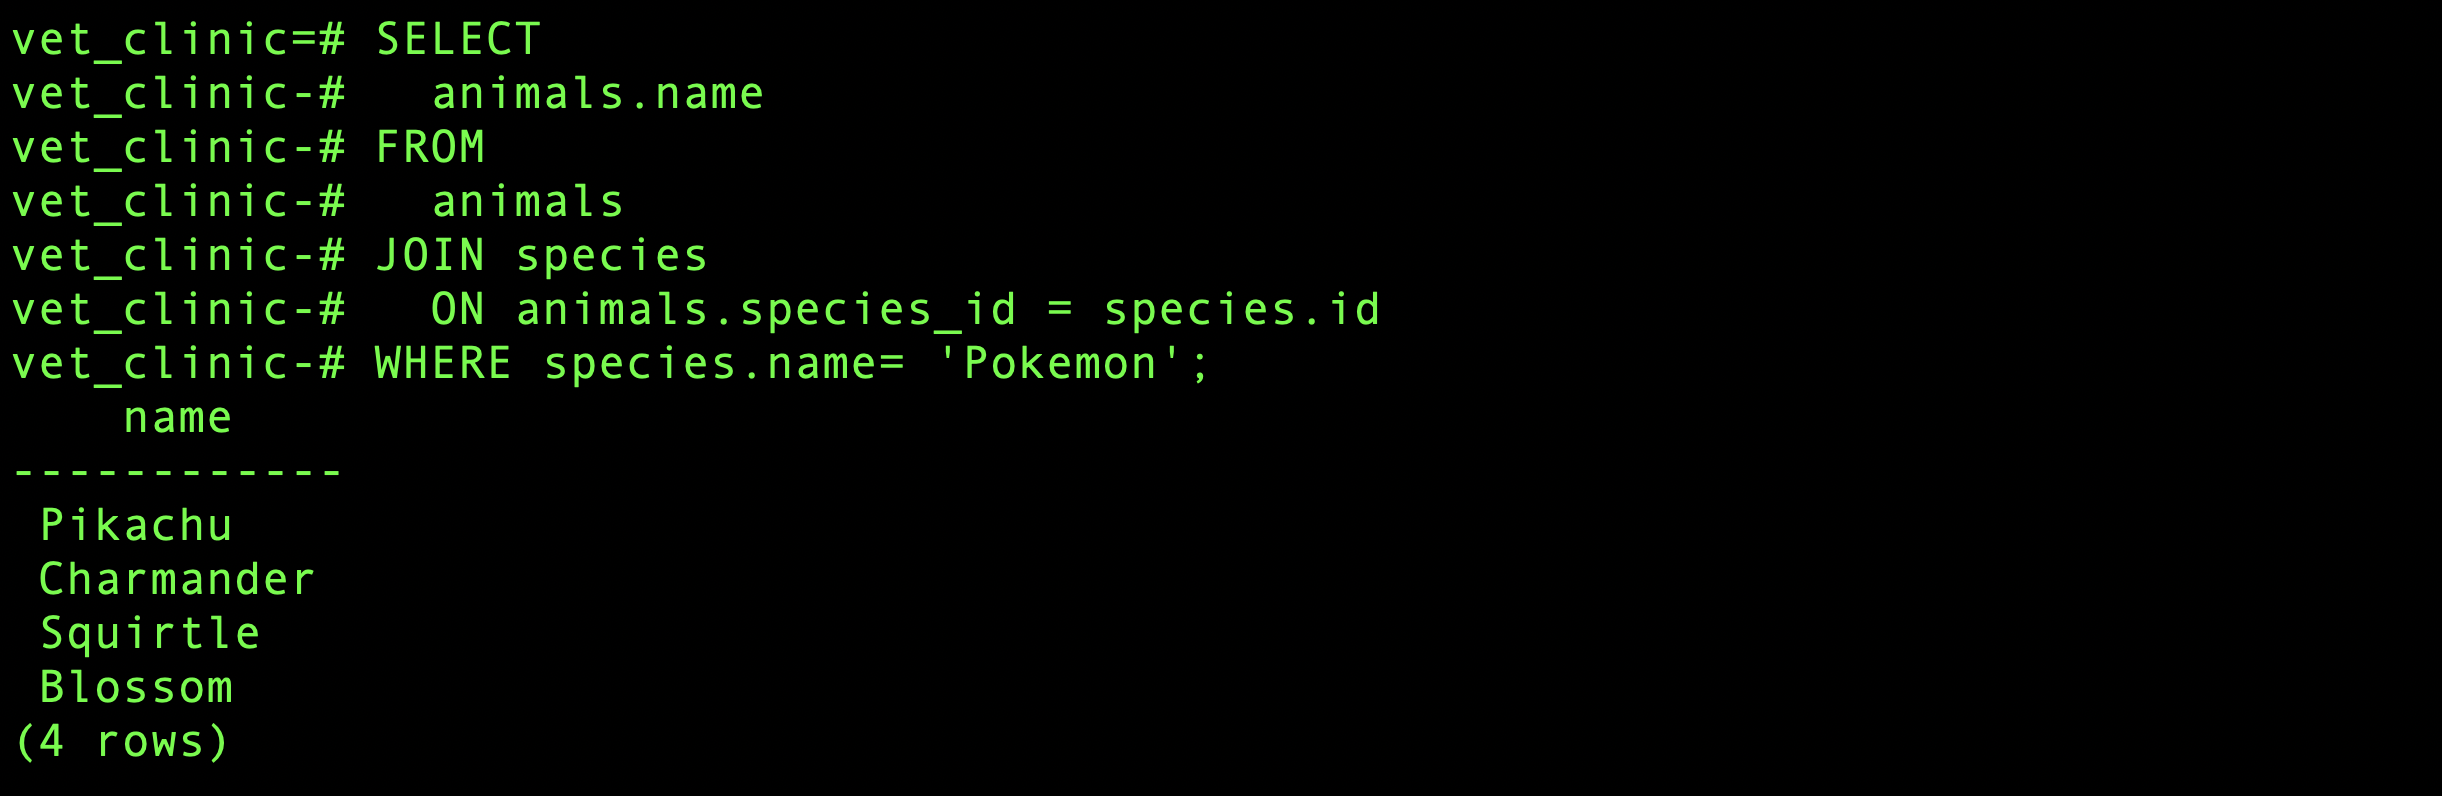 vet_clinic=# SELECT
vet_clinic-#   animals.name
vet_clinic-# FROM
vet_clinic-#   animals
vet_clinic-# JOIN species
vet_clinic-#   ON animals.species_id = species.id
vet_clinic-# WHERE species.name= 'Pokemon';
    name
------------
 Pikachu
 Charmander
 Squirtle
 Blossom
(4 rows)